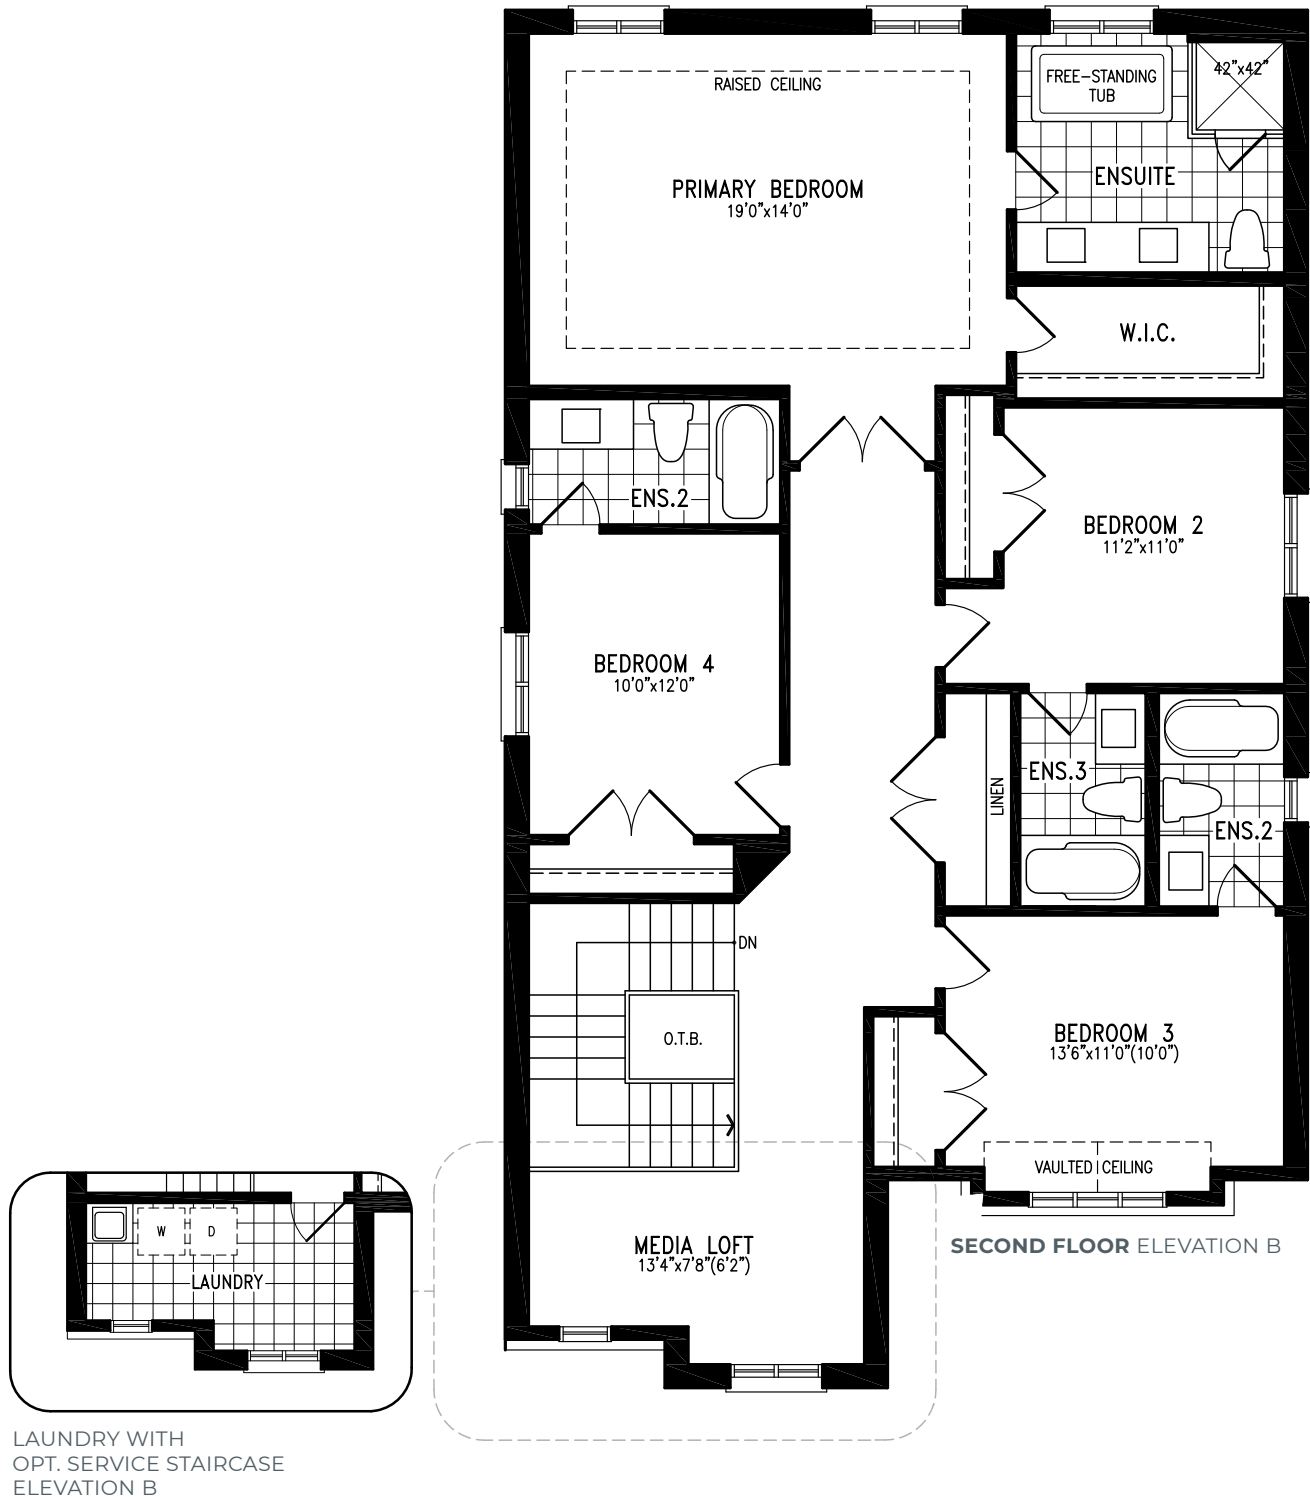 RAISED CEILING
PRIMARY BEDROOM
19'0"x14'0"
FREE-STANDING
TUB
42"x42"
ENSUITE
W.I.C.
ENS.2
BEDROOM 2
11'2"x11'0"
BEDROOM 4
10'0"x12'0"
LINEN
ENS.3
ENS.2
DN
O.T.B.
BEDROOM 3
13'6"x11'0"(10'0")
VAULTED CEILING
MEDIA LOFT
13'4"x7'8"(6'2")
SECOND FLOOR ELEVATION B
W
D
LAUNDRY
LAUNDRY WITH
OPT. SERVICE STAIRCASE
ELEVATION B